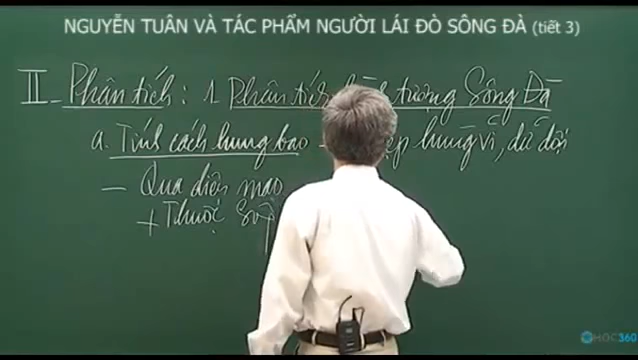 NGUYỄN TUÂN VÀ TÁC PHẨM NGƯỜI LÁI ĐÒ SÔNG ĐÀ (tiết 3)
II- Phân tích : 1. Phân tích tượng Sông Đà
a. Tính cách hung bạo hùng vĩ, dữ dội
- Qua diện mạo
+ Thuộc
HOC360